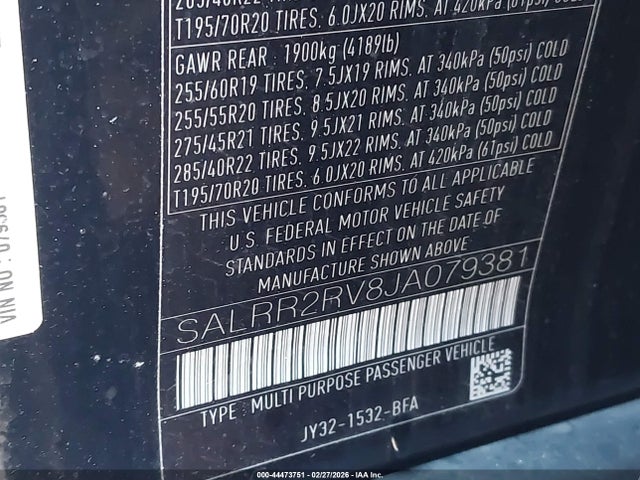 T195/70R20 TIRES. 6.0JX20 RIMS. AT 420kPa (61psi) COLD
GAWR REAR : 1900kg (4189lb)
255/60R19 TIRES. 7.5JX19 RIMS. AT 340kPa (50psi) COLD
255/55R20 TIRES. 8.5JX20 RIMS. AT 340kPa (50psi) COLD
275/45R21 TIRES. 9.5JX21 RIMS. AT 340kPa (50psi) COLD
285/40R22 TIRES. 9.5JX22 RIMS. AT 340kPa (50psi) COLD
T195/70R20 TIRES. 6.0JX20 RIMS. AT 420kPa (61psi) COLD
THIS VEHICLE CONFORMS TO ALL APPLICABLE
U.S. FEDERAL MOTOR VEHICLE SAFETY
STANDARDS IN EFFECT ON THE DATE OF
MANUFACTURE SHOWN ABOVE
SALRR2RV8JA079381
TYPE : MULTI PURPOSE PASSENGER VEHICLE
JY32-1532-BFA
VIN NO : 079381
000-44473751 - 02/27/2026 - IAA Inc.